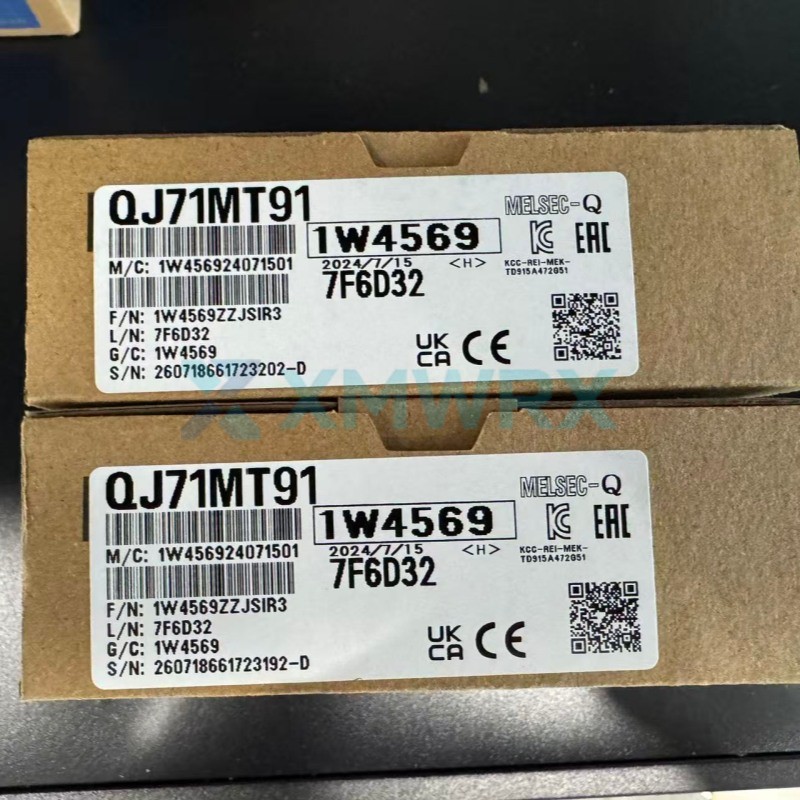 QJ71MT91
MELSEC-Q
1W4569
M/C: 1W456924071501
2024/7/15 <H>
KCC-REI-MEK-
TD915A472G51
EAC
7F6D32
F/N: 1W4569ZZJSIR3
L/N: 7F6D32
G/C: 1W4569
S/N: 260718661723202-D
UK
CA
CE
XMWRX
QJ71MT91
MELSEC-Q
1W4569
M/C: 1W456924071501
2024/7/15 <H>
KCC-REI-MEK-
TD915A472G51
EAC
7F6D32
F/N: 1W4569ZZJSIR3
L/N: 7F6D32
G/C: 1W4569
S/N: 260718661723192-D
UK
CA
CE